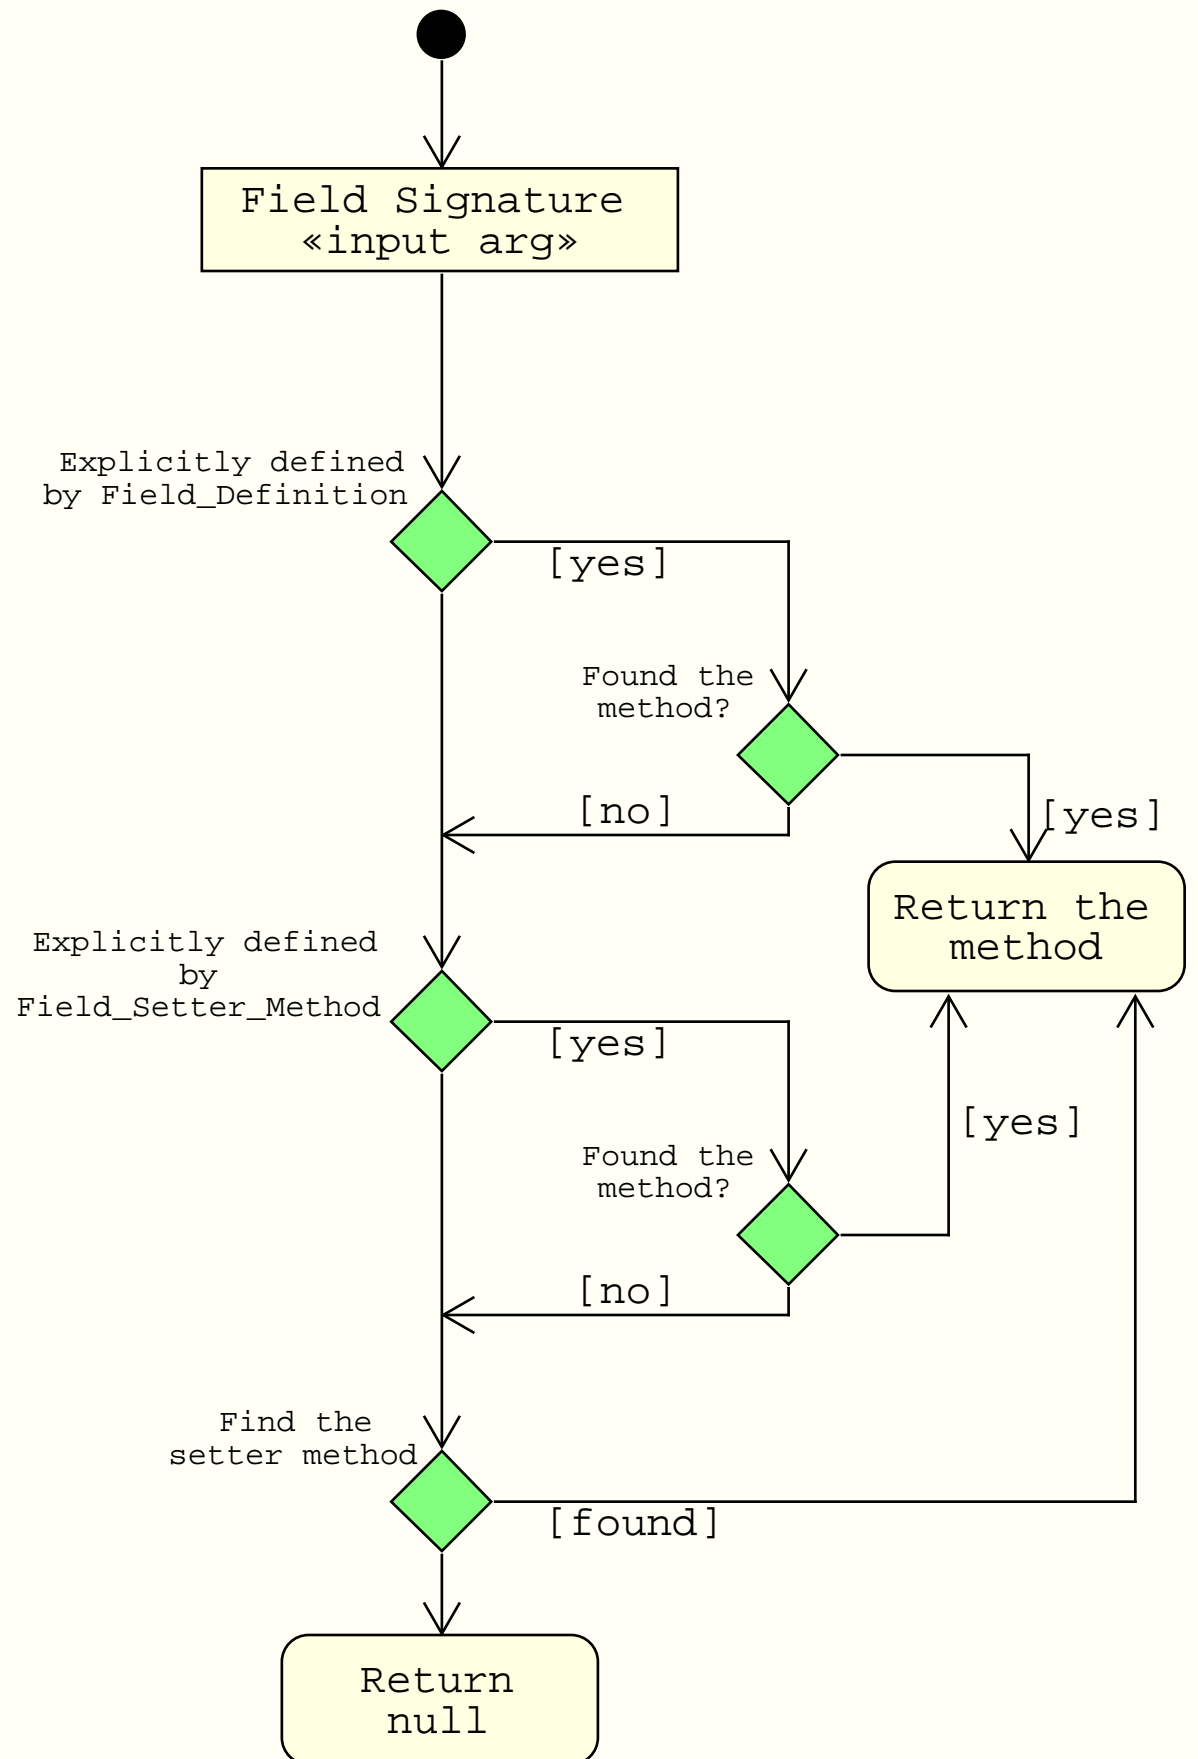 Field Signature
«input arg»
Explicitly defined
by Field_Definition
[yes]
Found the
method?
[no]
[yes]
Return the
method
Explicitly defined
by
Field_Setter_Method
[yes]
[yes]
Found the
method?
[no]
Find the
setter method
[found]
Return
null